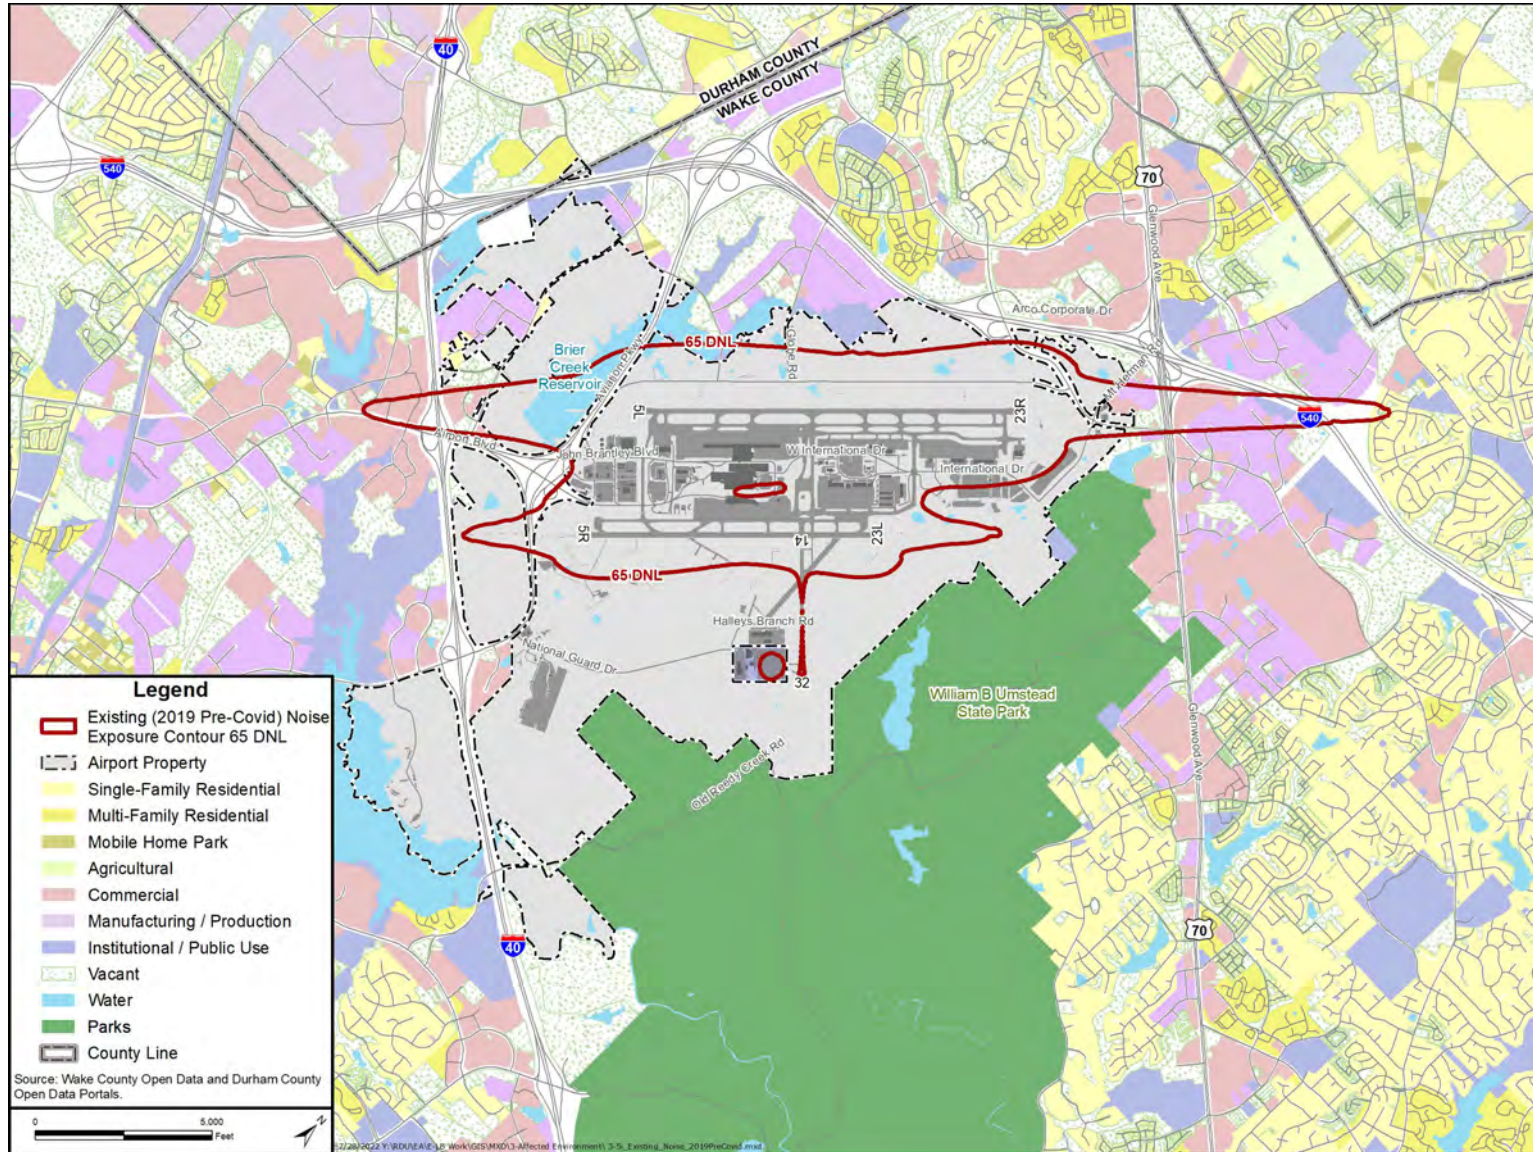 40
DURHAM COUNTY
WAKE COUNTY
540
70
Glenwood Ave
Arco Corporate Dr
65 DNL
Globe Rd
Brier
Creek
Reservoir
Aviation Pkwy
Mt Herman
540
5L
23R
Airport Blvd
John Brantley Blvd
W International Dr
International Dr
5R
14
23L
65 DNL
Halleys Branch Rd
National Guard Dr
32
William B Umstead
State Park
Old Reedy Creek Rd
Glenwood Ave
70
40
Legend
Existing (2019 Pre-Covid) Noise
Exposure Contour 65 DNL
Airport Property
Single-Family Residential
Multi-Family Residential
Mobile Home Park
Agricultural
Commercial
Manufacturing / Production
Institutional / Public Use
Vacant
Water
Parks
County Line
Source: Wake County Open Data and Durham County
Open Data Portals.
0 5,000
Feet
N